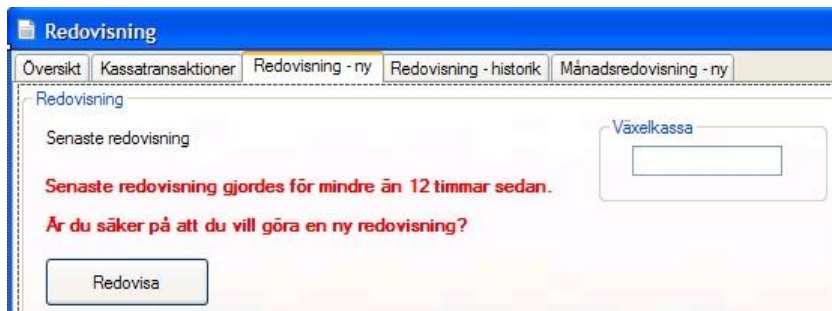 Redovisning
Översikt Kassatransaktioner Redovisning - ny Redovisning - historik Månadsredovisning - ny
Redovisning
Växelkassa
Senaste redovisning
Senaste redovisning gjordes för mindre än 12 timmar sedan.
Är du säker på att du vill göra en ny redovisning?
Redovisa